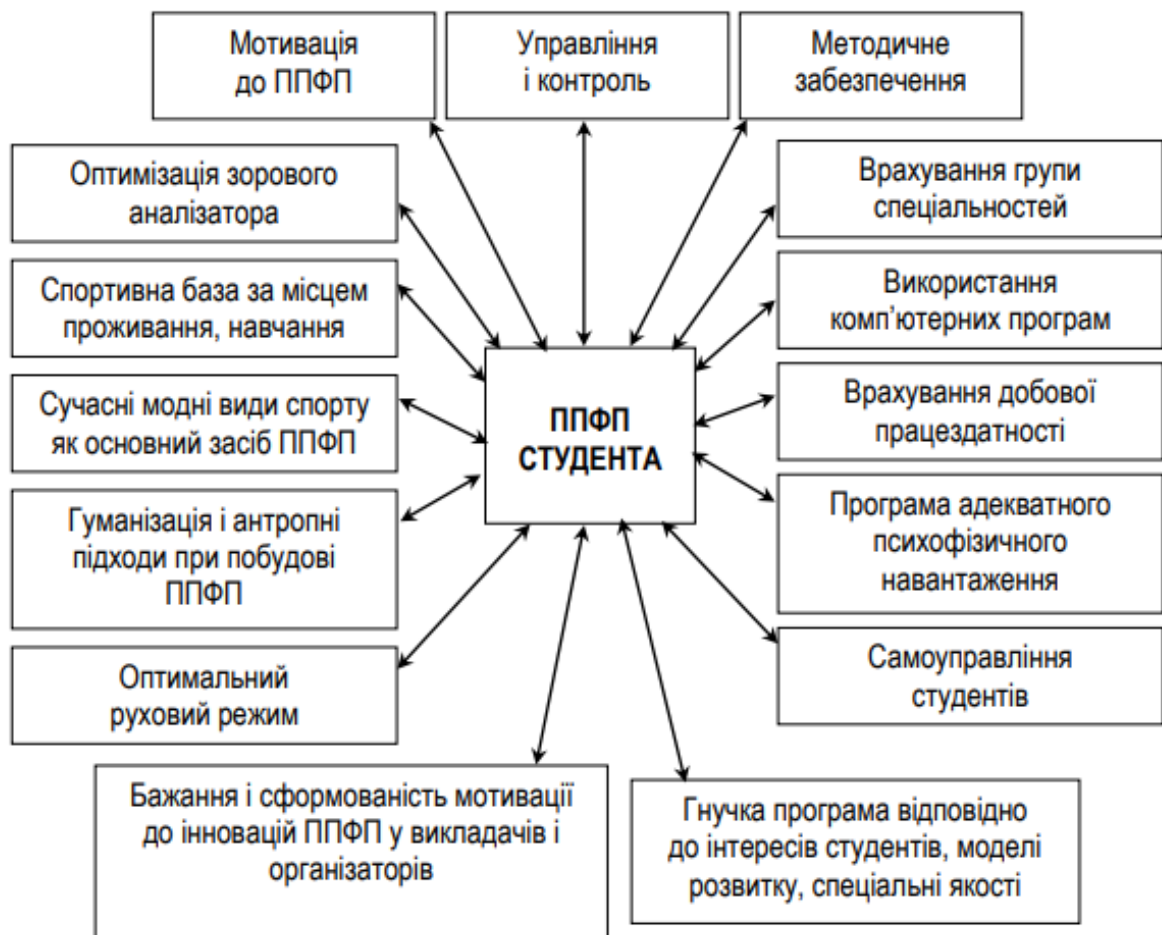 Мотивація
до ППФП
Управління
і контроль
Методичне
забезпечення
Оптимізація зорового
аналізатора
Врахування групи
спеціальностей
Спортивна база за місцем
проживання, навчання
Використання
комп’ютерних програм
Сучасні модні види спорту
як основний засіб ППФП
ППФП
СТУДЕНТА
Врахування добової
працездатності
Гуманізація і антропні
підходи при побудові
ППФП
Програма адекватного
психофізичного
навантаження
Оптимальний
руховий режим
Самоуправління
студентів
Бажання і сформованість мотивації
до інновацій ППФП у викладачів і
організаторів
Гнучка програма відповідно
до інтересів студентів, моделі
розвитку, спеціальні якості